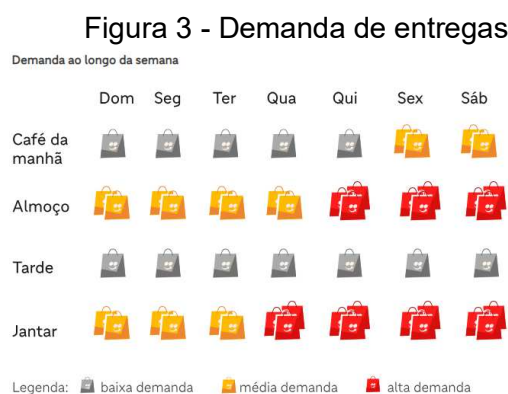 Figura 3 - Demanda de entregas
Demanda ao longo da semana
Dom Seg Ter Qua Qui Sex Sáb
Café da
manhã
Almoço
Tarde
Jantar
Legenda: baixa demanda média demanda alta demanda